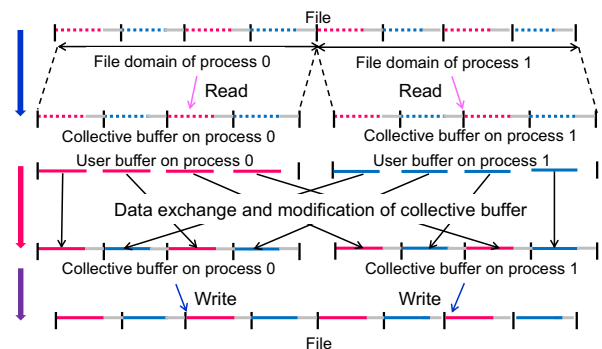 File
File domain of process 0 File domain of process 1
Read Read
Collective buffer on process 0 Collective buffer on process 1
User buffer on process 0 User buffer on process 1
Data exchange and modification of collective buffer
Collective buffer on process 0 Collective buffer on process 1
Write Write
File